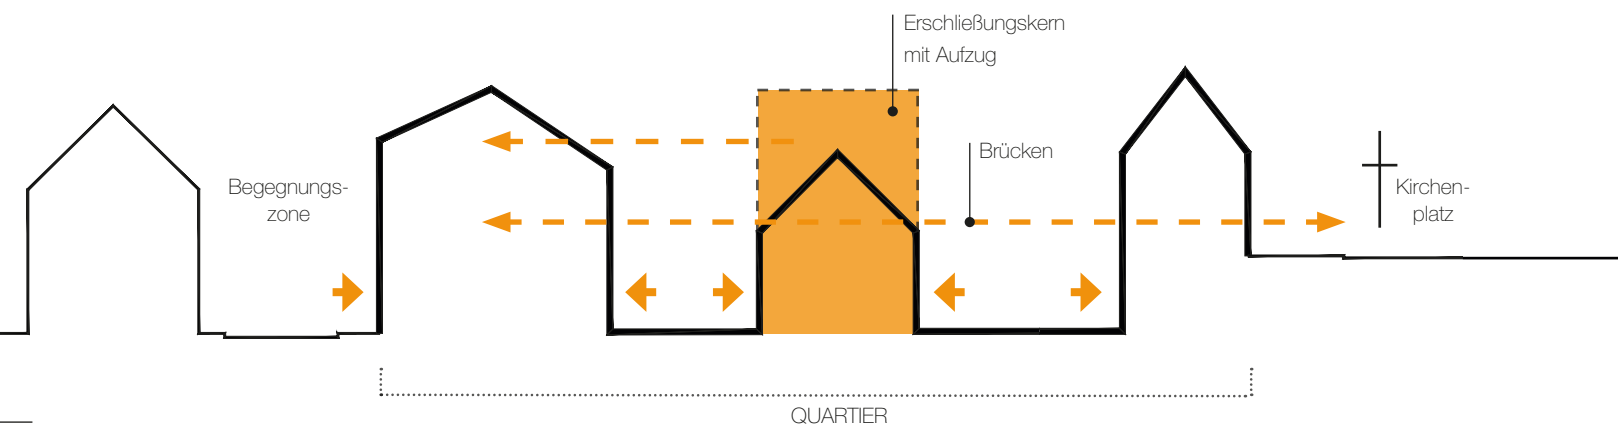 Erschließungskern
mit Aufzug
Brücken
Begegnungs-
zone
Kirchen-
platz
QUARTIER